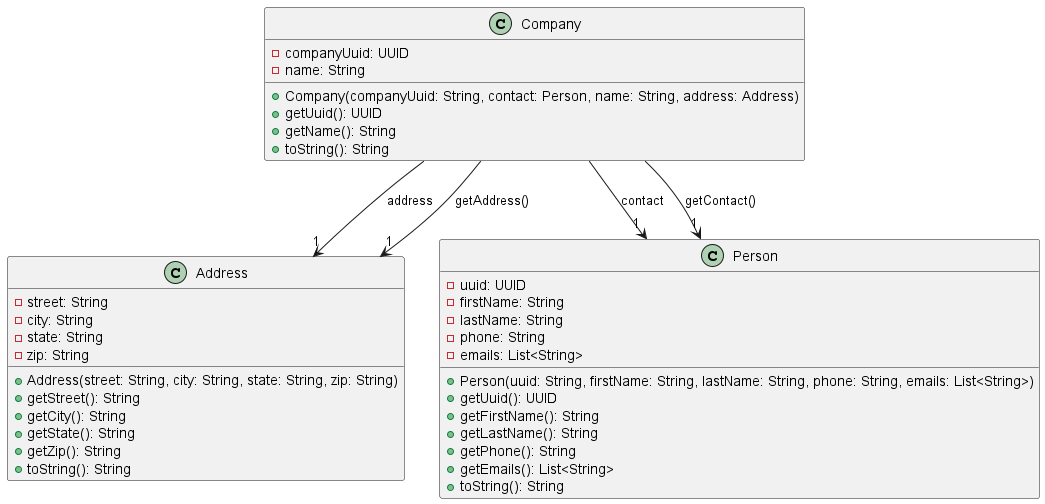 C Company
companyUuid: UUID
name: String
Company(companyUuid: String, contact: Person, name: String, address: Address)
getUuid(): UUID
getName(): String
toString(): String
address
getAddress()
contact
getContact()
1
1
1
1
C Address
street: String
city: String
state: String
zip: String
Address(street: String, city: String, state: String, zip: String)
getStreet(): String
getCity(): String
getState(): String
getZip(): String
toString(): String
C Person
uuid: UUID
firstName: String
lastName: String
phone: String
emails: List<String>
Person(uuid: String, firstName: String, lastName: String, phone: String, emails: List<String>)
getUuid(): UUID
getFirstName(): String
getLastName(): String
getPhone(): String
getEmails(): List<String>
toString(): String